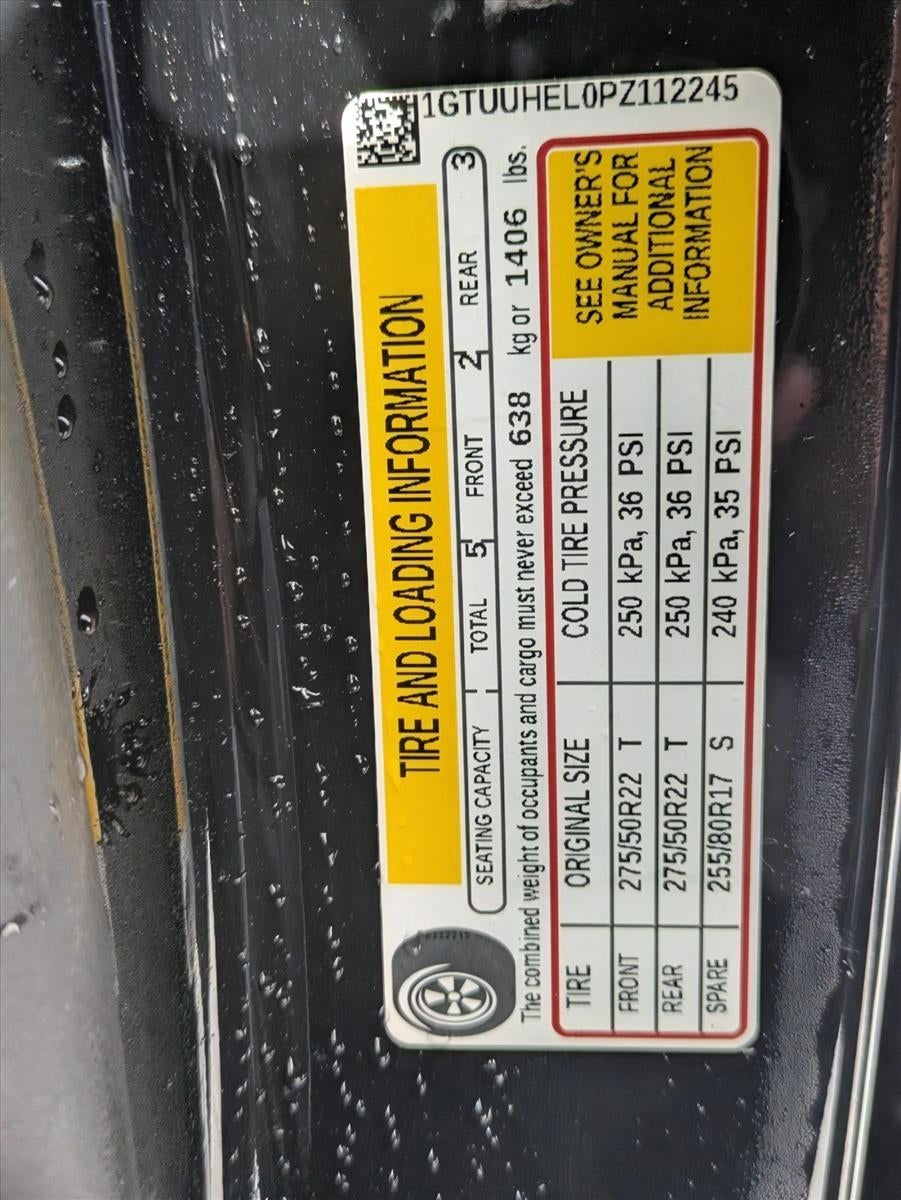 1GTUUHEL0PZ112245
TIRE AND LOADING INFORMATION
SEATING CAPACITY TOTAL 5 FRONT 2 REAR 3
The combined weight of occupants and cargo must never exceed 638 kg or 1406 lbs.
TIRE ORIGINAL SIZE COLD TIRE PRESSURE
FRONT 275/50R22 T 250 kPa, 36 PSI
REAR 275/50R22 T 250 kPa, 36 PSI
SPARE 255/80R17 S 240 kPa, 35 PSI
SEE OWNER'S
MANUAL FOR
ADDITIONAL
INFORMATION